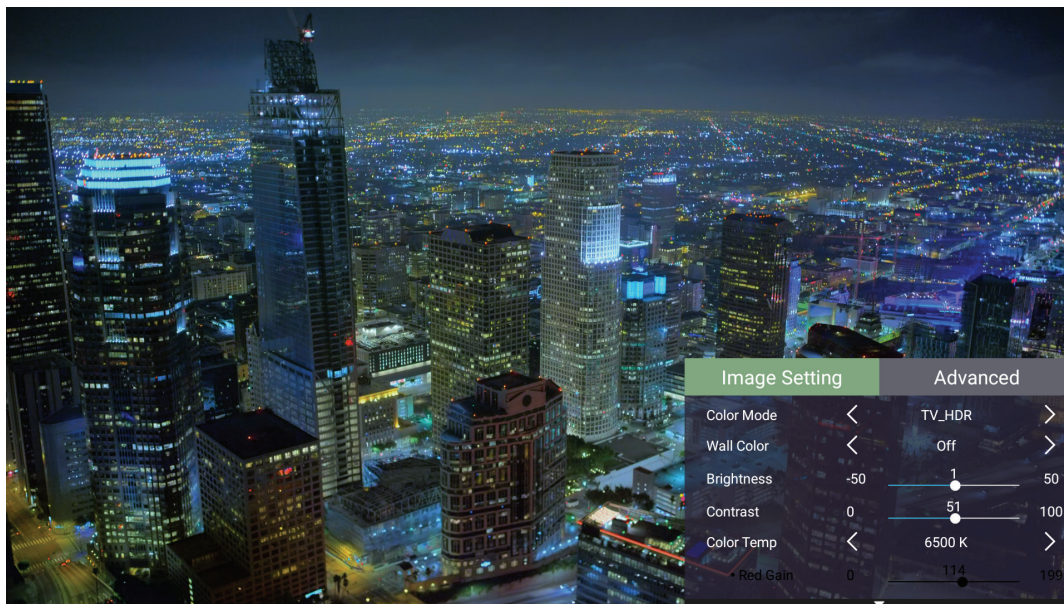 Image Setting Advanced
Color Mode TV_HDR
Wall Color Off
Brightness -50 1 50
Contrast 0 51 100
Color Temp 6500 K
• Red Gain 0 114 199